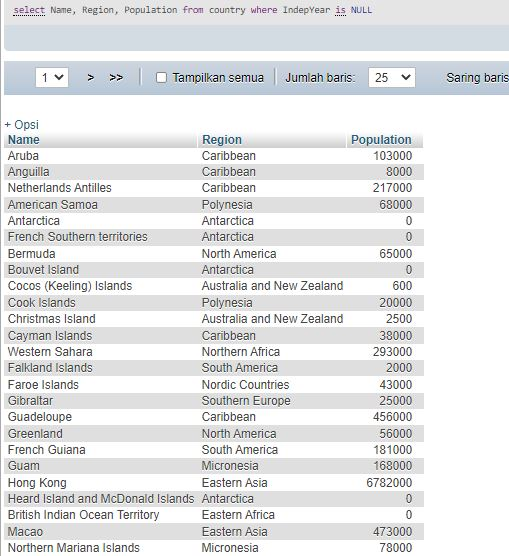 select Name, Region, Population from country where IndepYear is NULL
1 > >> Tampilkan semua Jumlah baris: 25 Saring baris
+ Opsi
Name Region Population
Aruba Caribbean 103000
Anguilla Caribbean 8000
Netherlands Antilles Caribbean 217000
American Samoa Polynesia 68000
Antarctica Antarctica 0
French Southern territories Antarctica 0
Bermuda North America 65000
Bouvet Island Antarctica 0
Cocos (Keeling) Islands Australia and New Zealand 600
Cook Islands Polynesia 20000
Christmas Island Australia and New Zealand 2500
Cayman Islands Caribbean 38000
Western Sahara Northern Africa 293000
Falkland Islands South America 2000
Faroe Islands Nordic Countries 43000
Gibraltar Southern Europe 25000
Guadeloupe Caribbean 456000
Greenland North America 56000
French Guiana South America 181000
Guam Micronesia 168000
Hong Kong Eastern Asia 6782000
Heard Island and McDonald Islands Antarctica 0
British Indian Ocean Territory Eastern Africa 0
Macao Eastern Asia 473000
Northern Mariana Islands Micronesia 78000